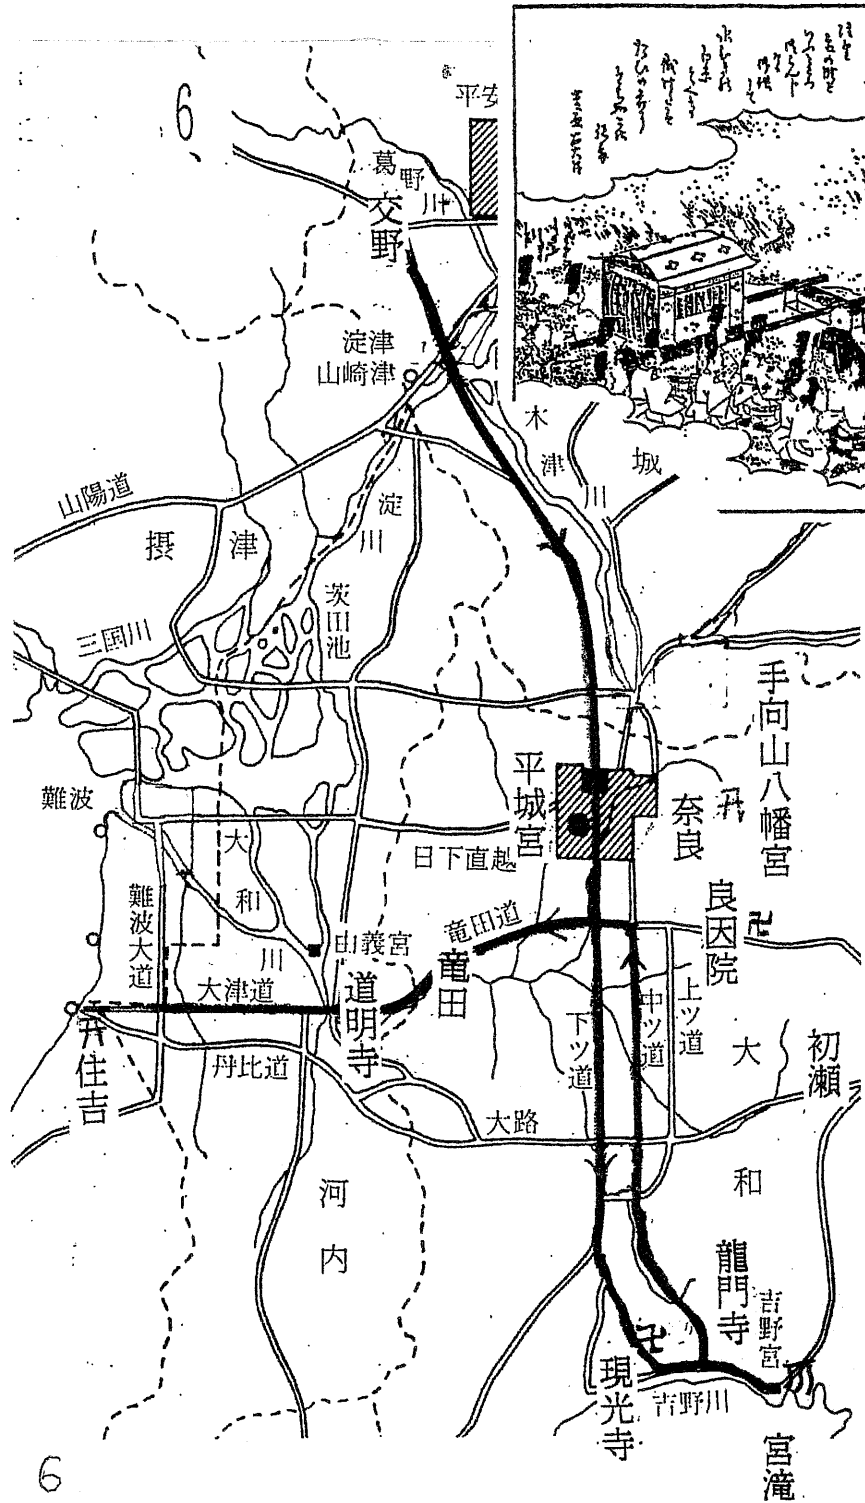 6
平安
葛野川
交野
淀津
山崎津
木津川
城
山陽道
摂津
淀川
茨田池
三国川
手向山八幡宮
平城宮
奈良
難波
日下直越
大和川
難波大道
良因院
竜田道
由義宮
竜田
大津道
道明寺
下ツ道
中ツ道
上ツ道
住吉
丹比道
初瀬
大路
大和
河内
龍門寺
吉野宮
現光寺
吉野川
宮滝
6